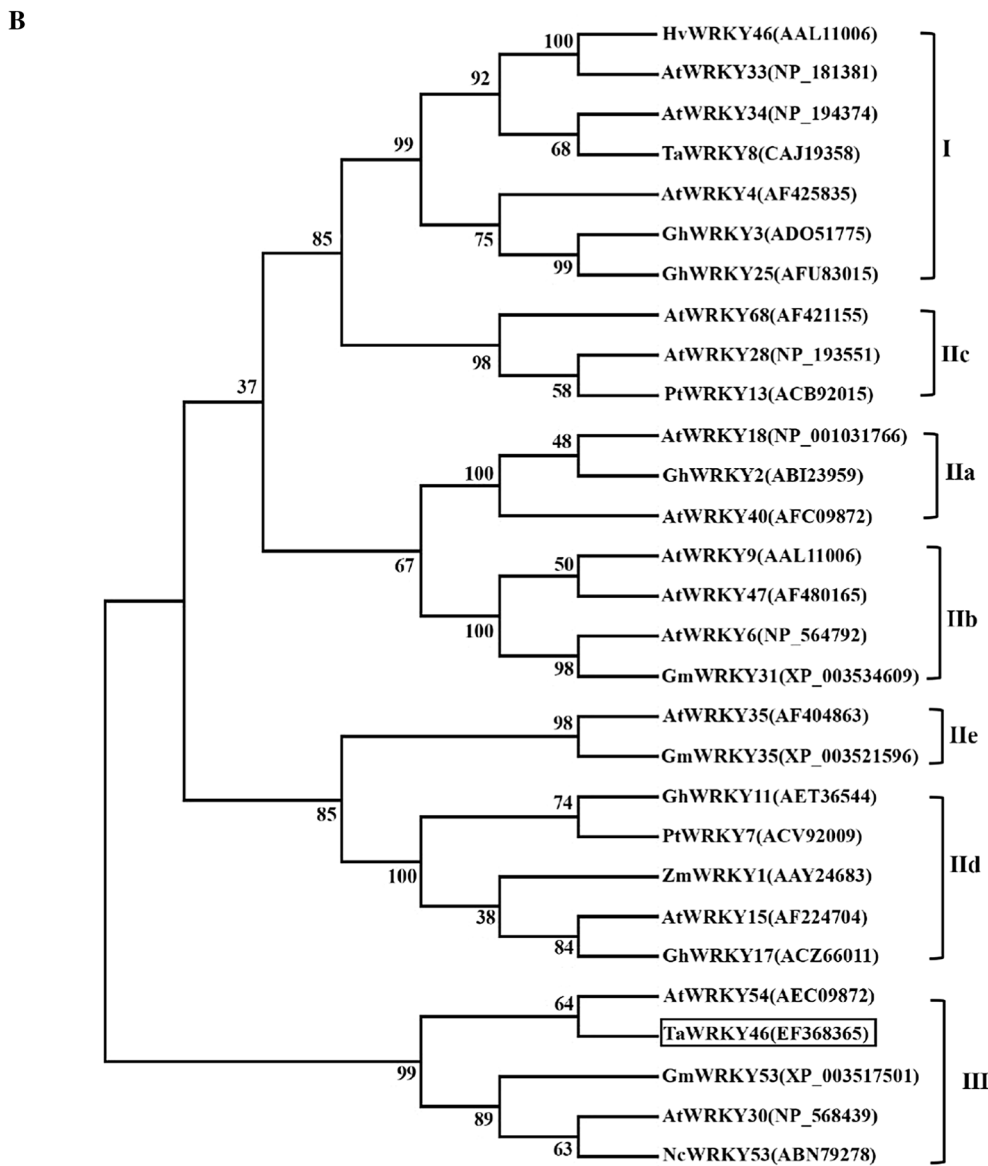 B
HvWRKY46(AAL11006)
100
AtWRKY33(NP_181381)
92
AtWRKY34(NP_194374)
99
68
TaWRKY8(CAJ19358)
I
AtWRKY4(AF425835)
85
75
GhWRKY3(ADO51775)
99
GhWRKY25(AFU83015)
AtWRKY68(AF421155)
98
AtWRKY28(NP_193551)
IIc
37
58
PtWRKY13(ACB92015)
48
AtWRKY18(NP_001031766)
100
GhWRKY2(ABI23959)
IIa
AtWRKY40(AFC09872)
67
50
AtWRKY9(AAL11006)
AtWRKY47(AF480165)
IIb
100
AtWRKY6(NP_564792)
98
GmWRKY31(XP_003534609)
98
AtWRKY35(AF404863)
IIe
GmWRKY35(XP_003521596)
85
74
GhWRKY11(AET36544)
PtWRKY7(ACV92009)
100
ZmWRKY1(AAY24683)
IId
38
AtWRKY15(AF224704)
84
GhWRKY17(ACZ66011)
64
AtWRKY54(AEC09872)
TaWRKY46(EF368365)
99
GmWRKY53(XP_003517501)
III
89
AtWRKY30(NP_568439)
63
NcWRKY53(ABN79278)